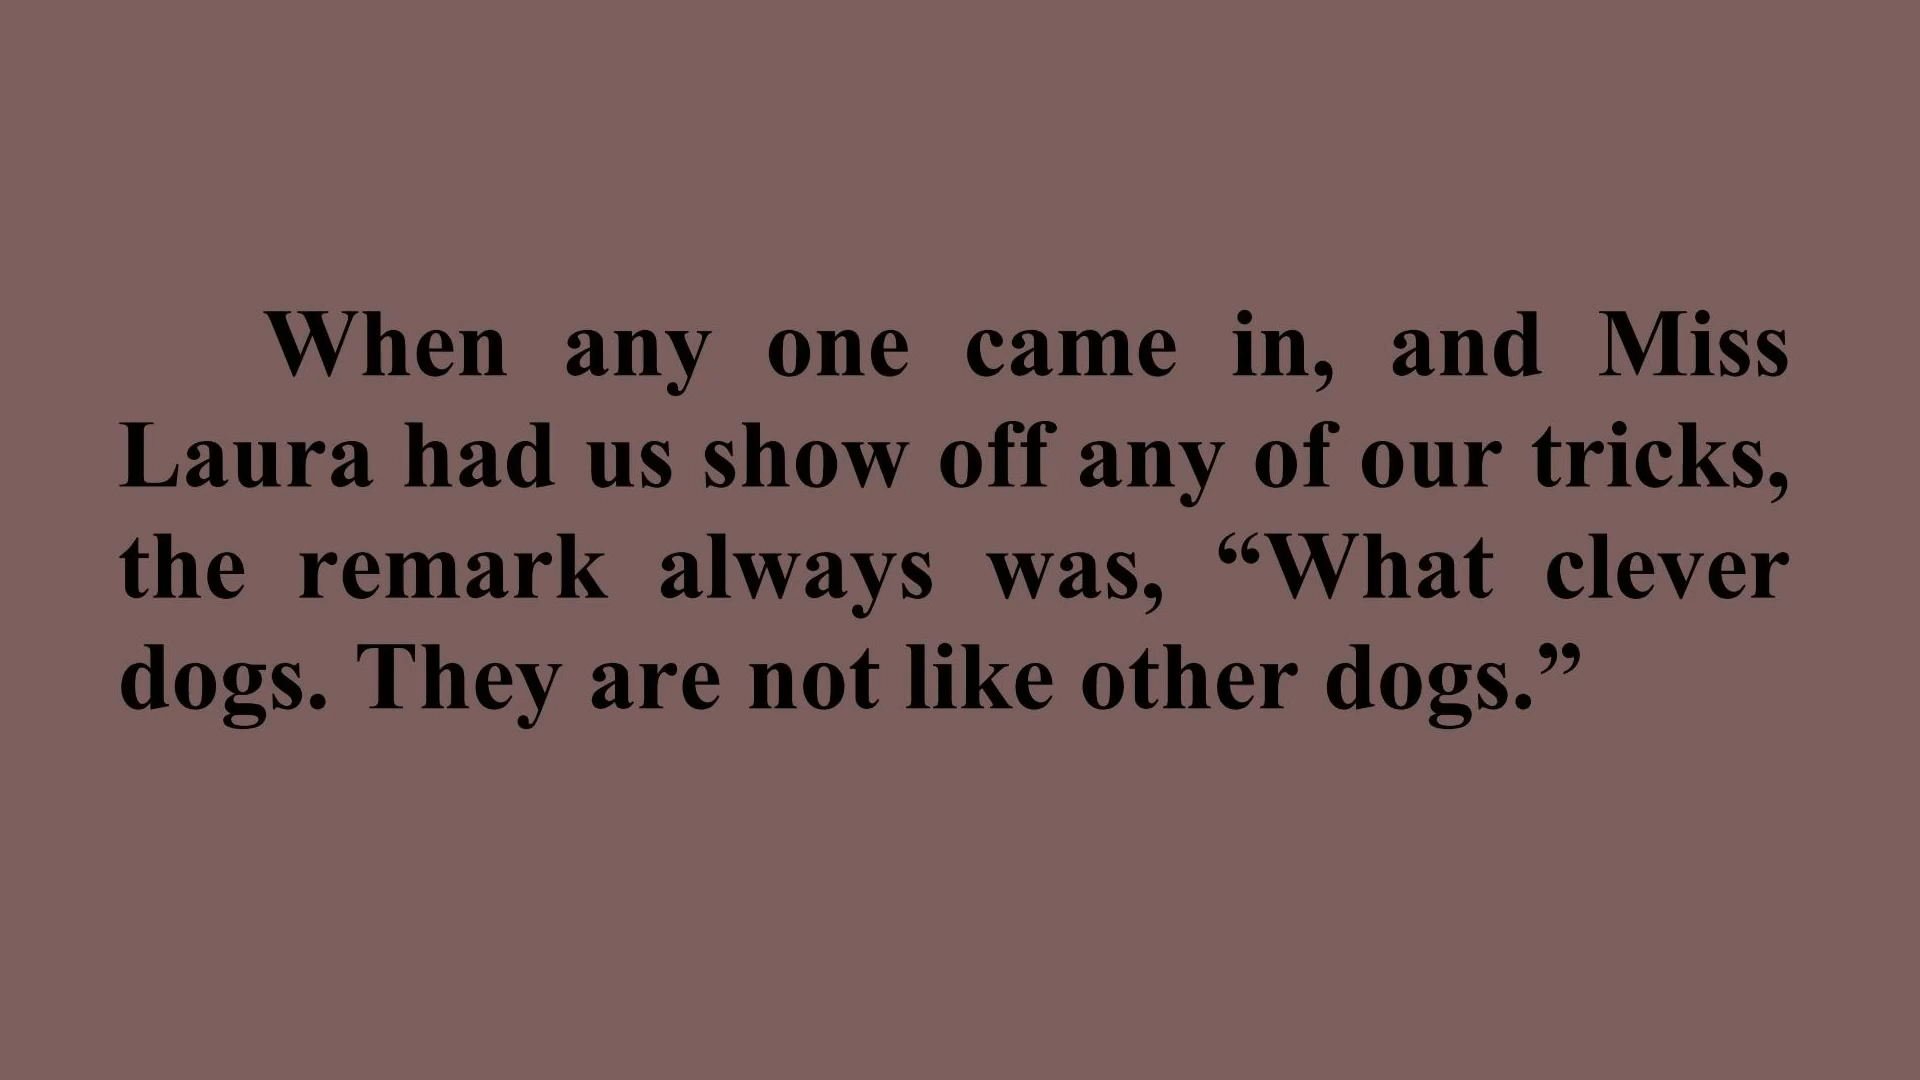 When any one came in, and Miss
Laura had us show off any of our tricks,
the remark always was, “What clever
dogs. They are not like other dogs.”